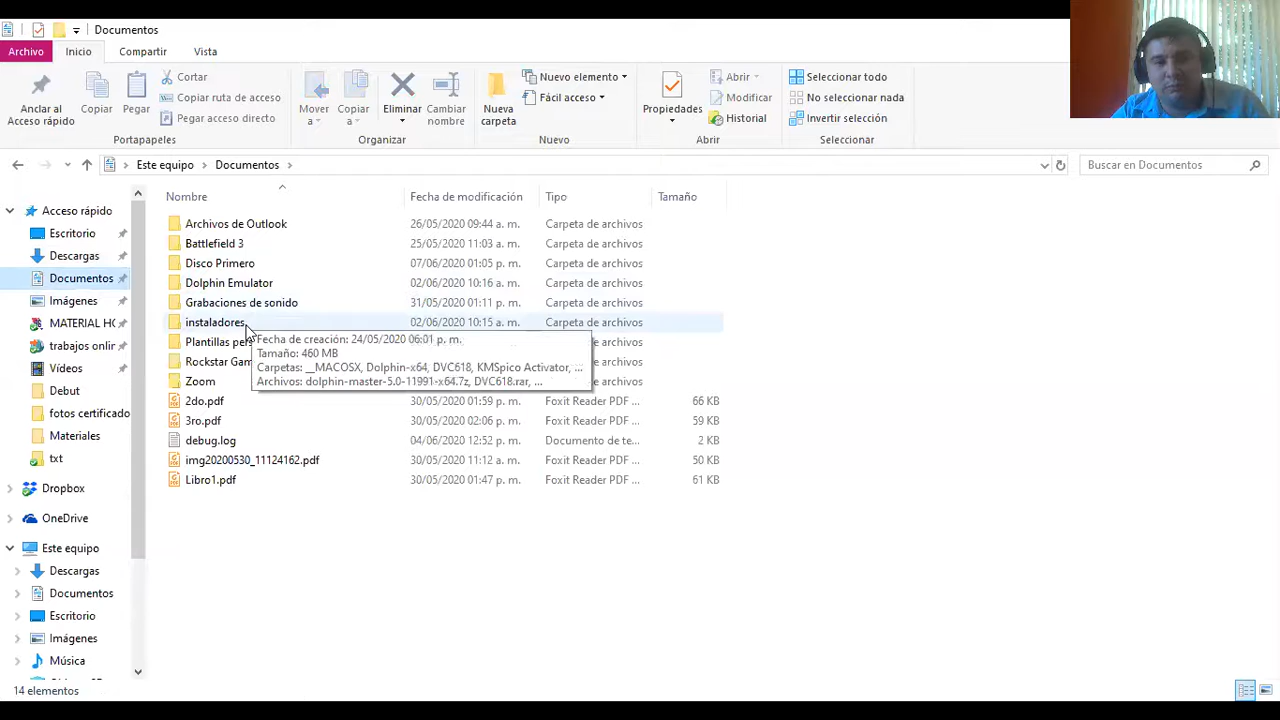 Documentos
Archivo Inicio Compartir Vista
Anclar al Acceso rápido
Copiar
Pegar
Cortar
Copiar ruta de acceso
Pegar acceso directo
Portapapeles
Mover a
Copiar a
Eliminar
Cambiar nombre
Organizar
Nueva carpeta
Nuevo elemento
Fácil acceso
Nuevo
Propiedades
Abrir
Modificar
Historial
Abrir
Seleccionar todo
No seleccionar nada
Invertir selección
Seleccionar
Este equipo > Documentos >
Buscar en Documentos
Acceso rápido
Escritorio
Descargas
Documentos
Imágenes
MATERIAL HO
trabajos onlir
Vídeos
Debut
fotos certificado
Materiales
txt
Dropbox
OneDrive
Este equipo
Descargas
Documentos
Escritorio
Imágenes
Música
Nombre Fecha de modificación Tipo Tamaño
Archivos de Outlook 26/05/2020 09:44 a. m. Carpeta de archivos
Battlefield 3 25/05/2020 11:03 a. m. Carpeta de archivos
Disco Primero 07/06/2020 01:05 p. m. Carpeta de archivos
Dolphin Emulator 02/06/2020 10:16 a. m. Carpeta de archivos
Grabaciones de sonido 31/05/2020 01:11 p. m. Carpeta de archivos
instaladores 02/06/2020 10:15 a. m. Carpeta de archivos
Plantillas per
Rockstar Gam
Zoom
Fecha de creación: 24/05/2020 06:01 p. m.
Tamaño: 460 MB
Carpetas: __MACOSX, Dolphin-x64, DVC618, KMSpico Activator, ...
Archivos: dolphin-master-5.0-11991-x64.7z, DVC618.rar, ...
2do.pdf 30/05/2020 01:59 p. m. Foxit Reader PDF ... 66 KB
3ro.pdf 30/05/2020 02:06 p. m. Foxit Reader PDF ... 59 KB
debug.log 04/06/2020 12:52 p. m. Documento de te... 2 KB
img20200530_11124162.pdf 30/05/2020 11:12 a. m. Foxit Reader PDF ... 50 KB
Libro1.pdf 30/05/2020 01:47 p. m. Foxit Reader PDF ... 61 KB
14 elementos